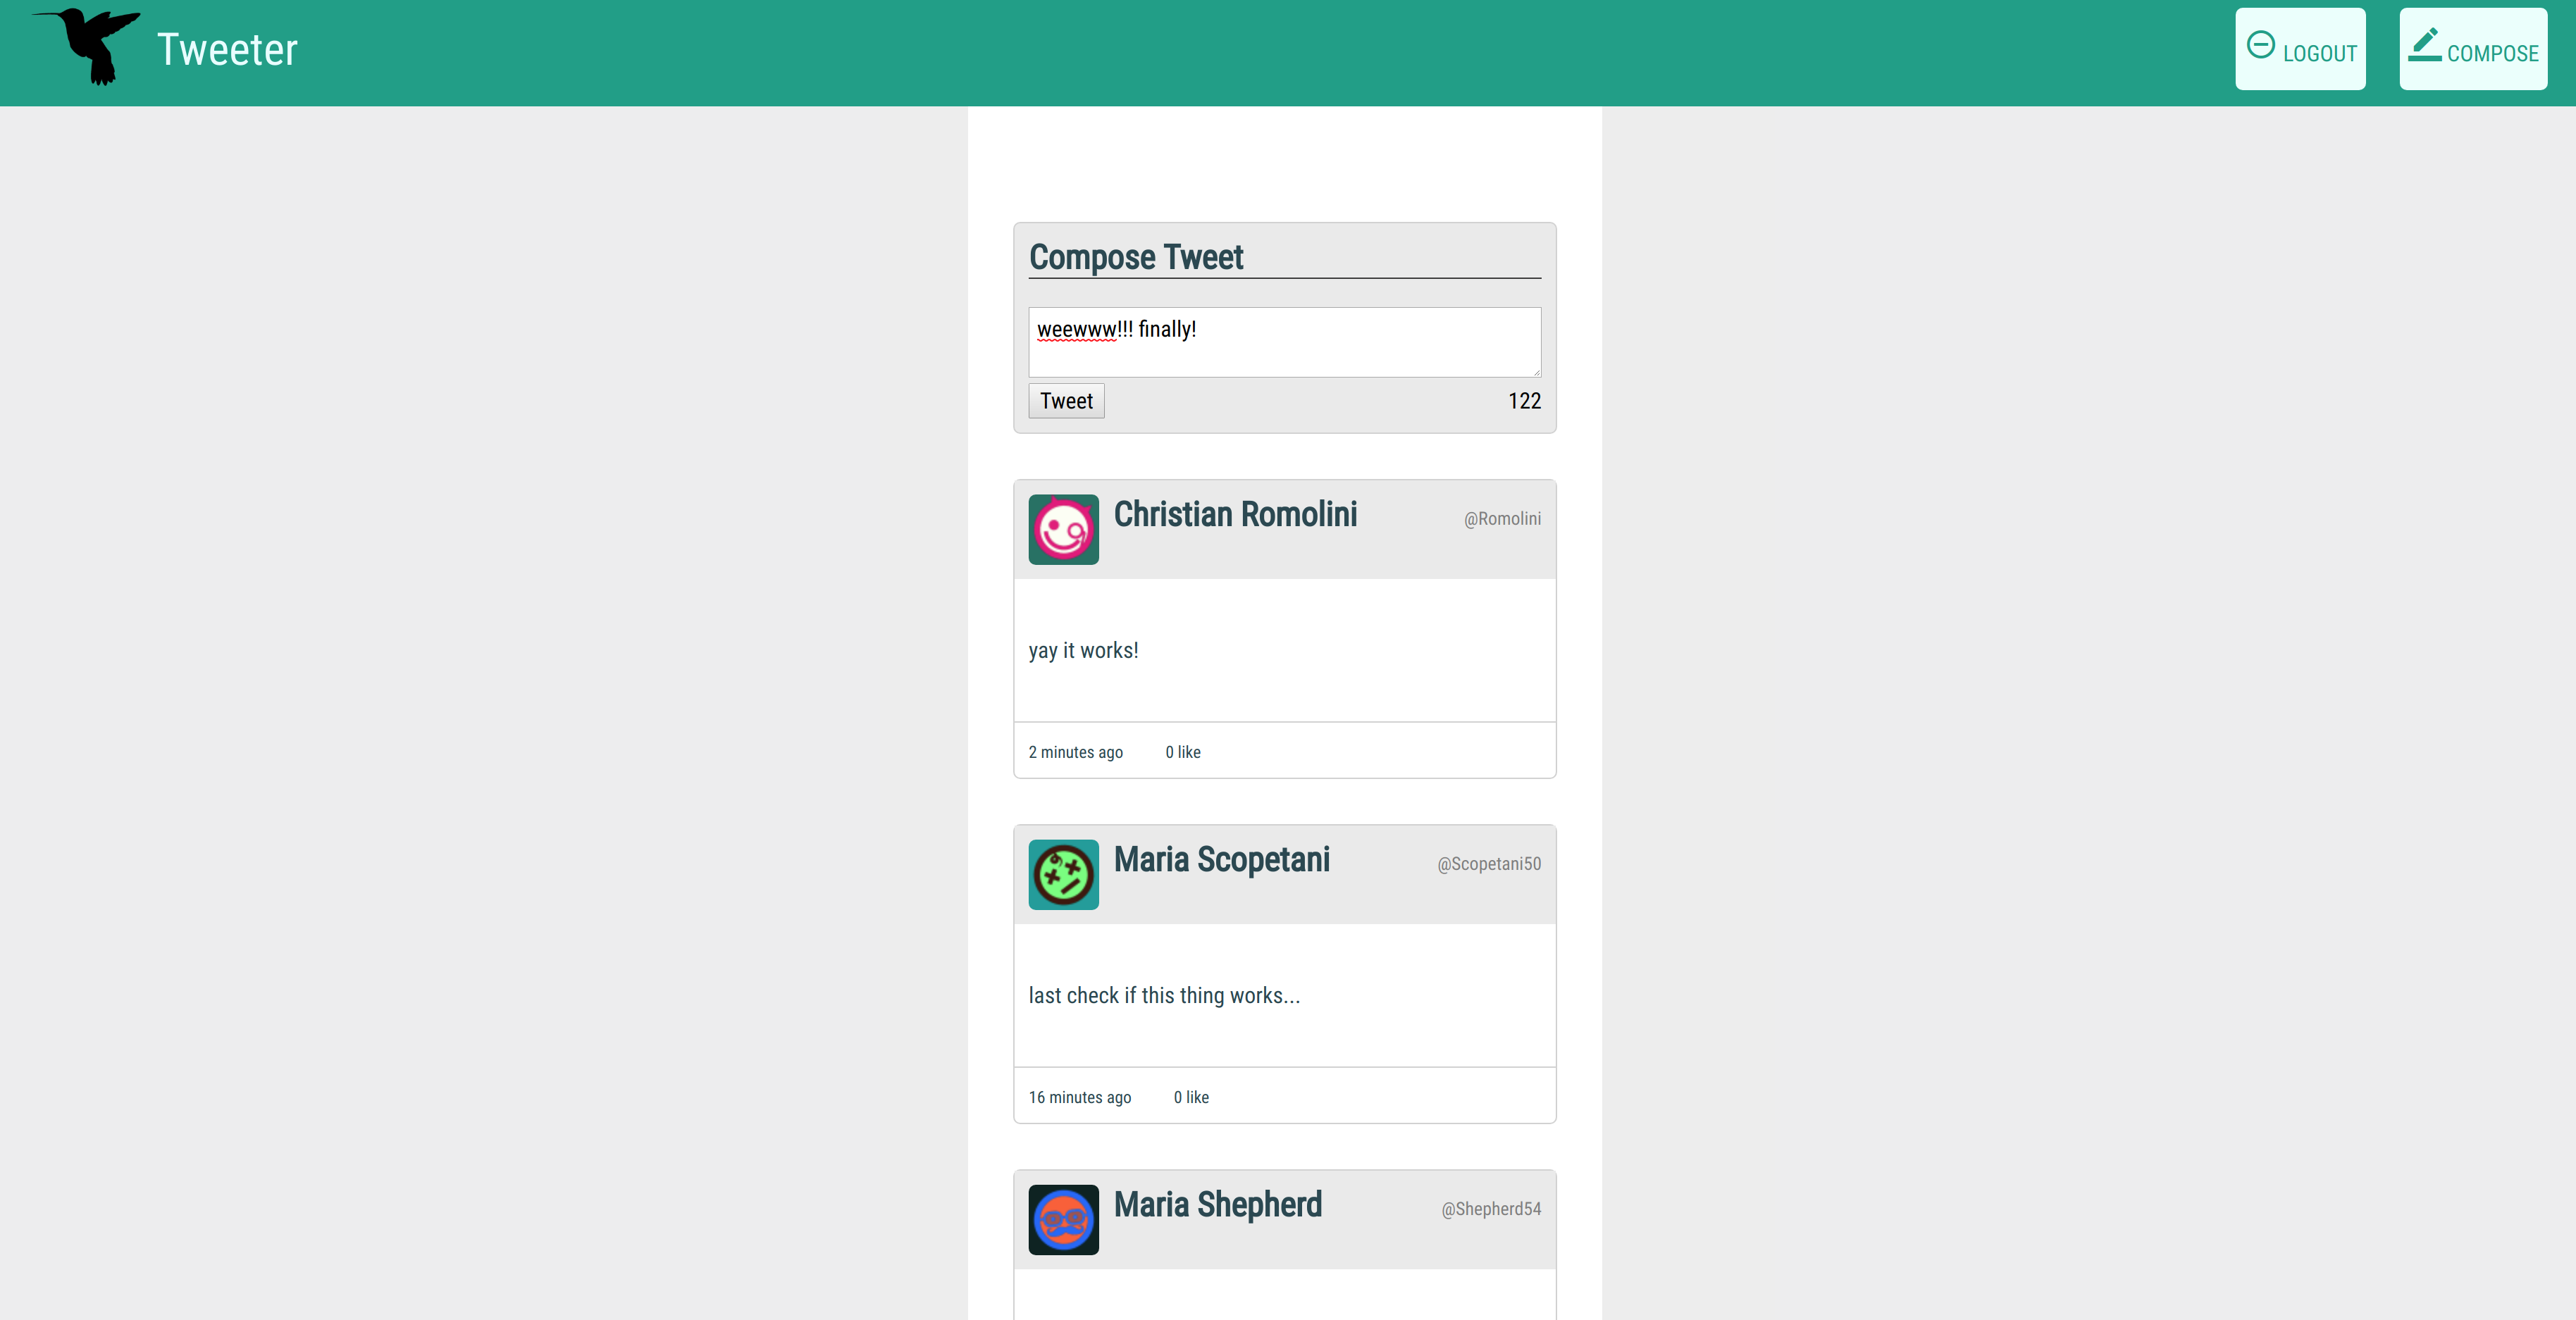 Tweeter
LOGOUT
COMPOSE
Compose Tweet
weewww!!! finally!
Tweet
122
Christian Romolini
@Romolini
yay it works!
2 minutes ago
0 like
Maria Scopetani
@Scopetani50
last check if this thing works...
16 minutes ago
0 like
Maria Shepherd
@Shepherd54